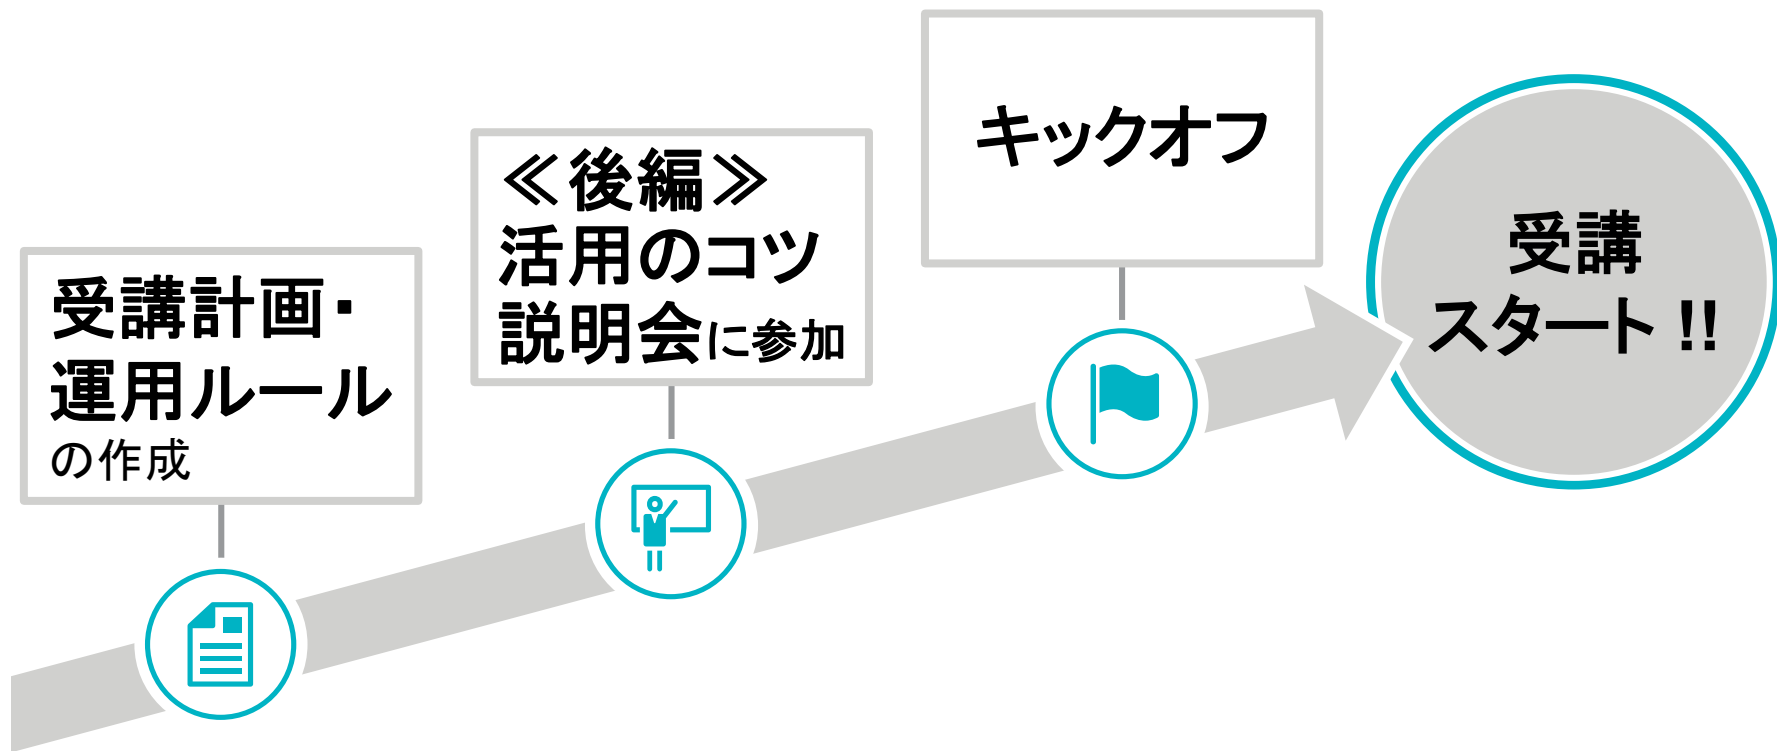 受講計画・
運用ルール
の作成
≪後編≫
活用のコツ
説明会に参加
キックオフ
受講
スタート !!